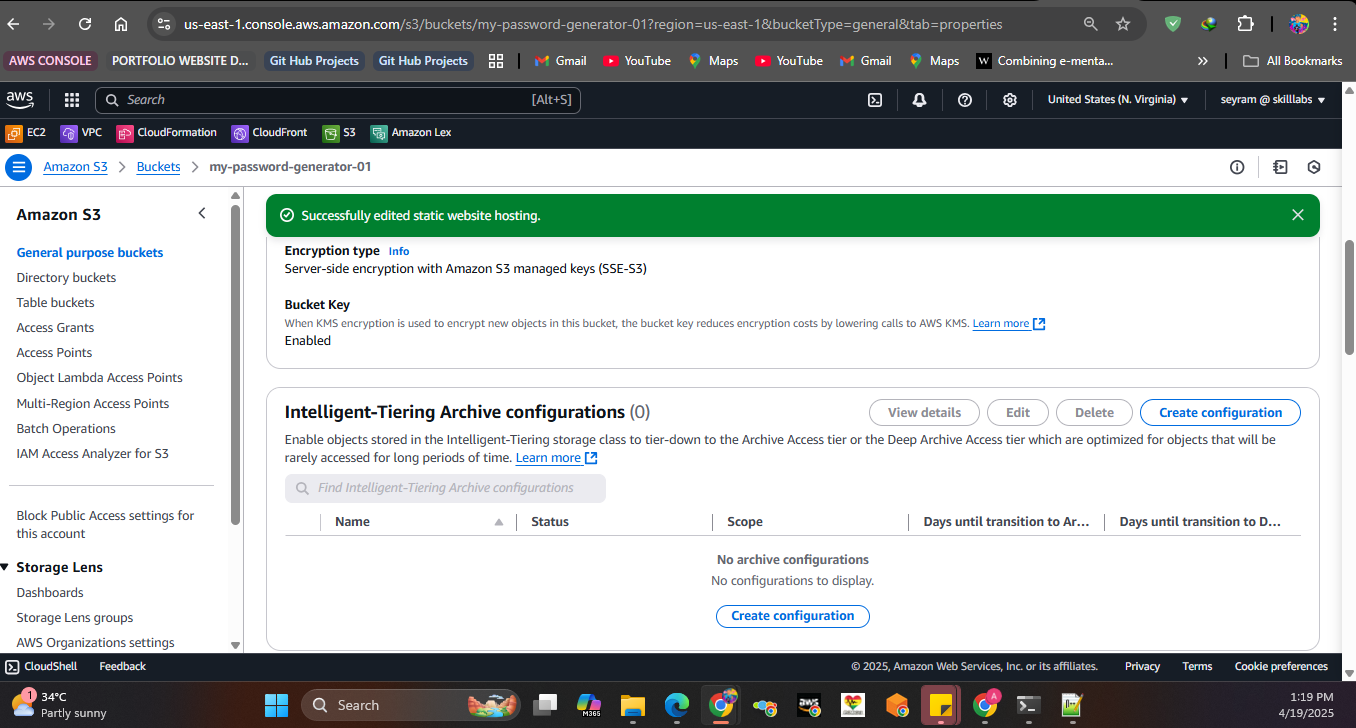 us-east-1.console.aws.amazon.com/s3/buckets/my-password-generator-01?region=us-east-1&bucketType=general&tab=properties
AWS CONSOLE PORTFOLIO WEBSITE D... Git Hub Projects Git Hub Projects Gmail YouTube Maps YouTube Gmail Maps W Combining e-menta... » All Bookmarks
aws Search [Alt+S] United States (N. Virginia) seyram @ skilllabs
EC2 VPC CloudFormation CloudFront S3 Amazon Lex
Amazon S3 > Buckets > my-password-generator-01
Amazon S3
General purpose buckets
Directory buckets
Table buckets
Access Grants
Access Points
Object Lambda Access Points
Multi-Region Access Points
Batch Operations
IAM Access Analyzer for S3
Block Public Access settings for
this account
Storage Lens
Dashboards
Storage Lens groups
AWS Organizations settings
Successfully edited static website hosting.
Encryption type Info
Server-side encryption with Amazon S3 managed keys (SSE-S3)
Bucket Key
When KMS encryption is used to encrypt new objects in this bucket, the bucket key reduces encryption costs by lowering calls to AWS KMS. Learn more
Enabled
Intelligent-Tiering Archive configurations (0) View details Edit Delete Create configuration
Enable objects stored in the Intelligent-Tiering storage class to tier-down to the Archive Access tier or the Deep Archive Access tier which are optimized for objects that will be
rarely accessed for long periods of time. Learn more
Find Intelligent-Tiering Archive configurations
Name Status Scope Days until transition to Ar... Days until transition to D...
No archive configurations
No configurations to display.
Create configuration
CloudShell Feedback © 2025, Amazon Web Services, Inc. or its affiliates. Privacy Terms Cookie preferences
1 34°C
Partly sunny
Search
M365
aws
A
1:19 PM
4/19/2025